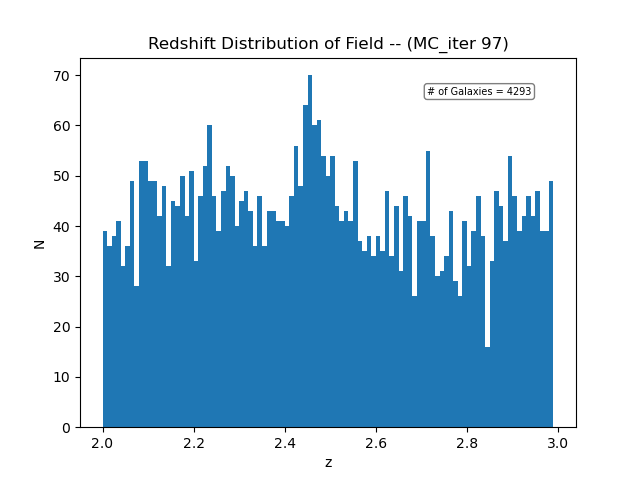 Redshift Distribution of Field -- (MC_iter 97)
# of Galaxies = 4293
70
60
50
40
30
20
10
0
N
2.0 2.2 2.4 2.6 2.8 3.0
z